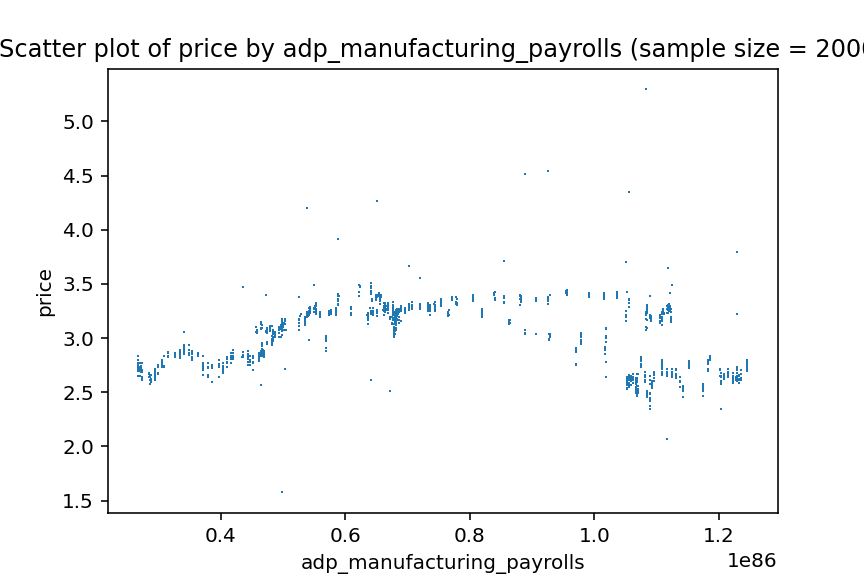 Scatter plot of price by adp_manufacturing_payrolls (sample size = 200
5.0
4.5
4.0
3.5
3.0
2.5
2.0
1.5
price
0.4 0.6 0.8 1.0 1.2
1e86
adp_manufacturing_payrolls